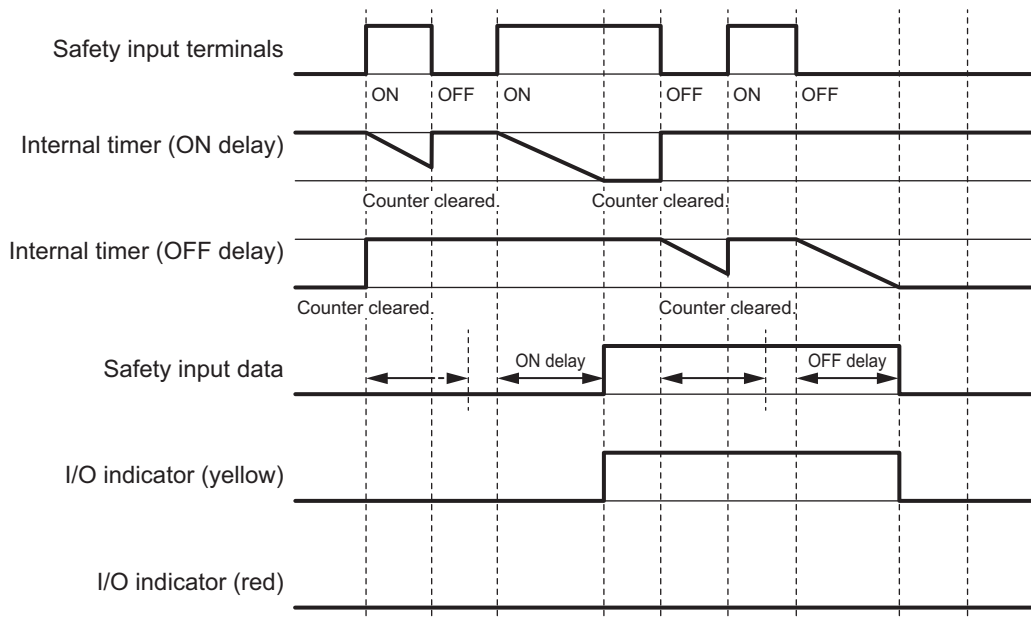 Safety input terminals
ON OFF ON OFF ON OFF
Internal timer (ON delay)
Counter cleared. Counter cleared.
Internal timer (OFF delay)
Counter cleared. Counter cleared.
Safety input data
ON delay OFF delay
I/O indicator (yellow)
I/O indicator (red)